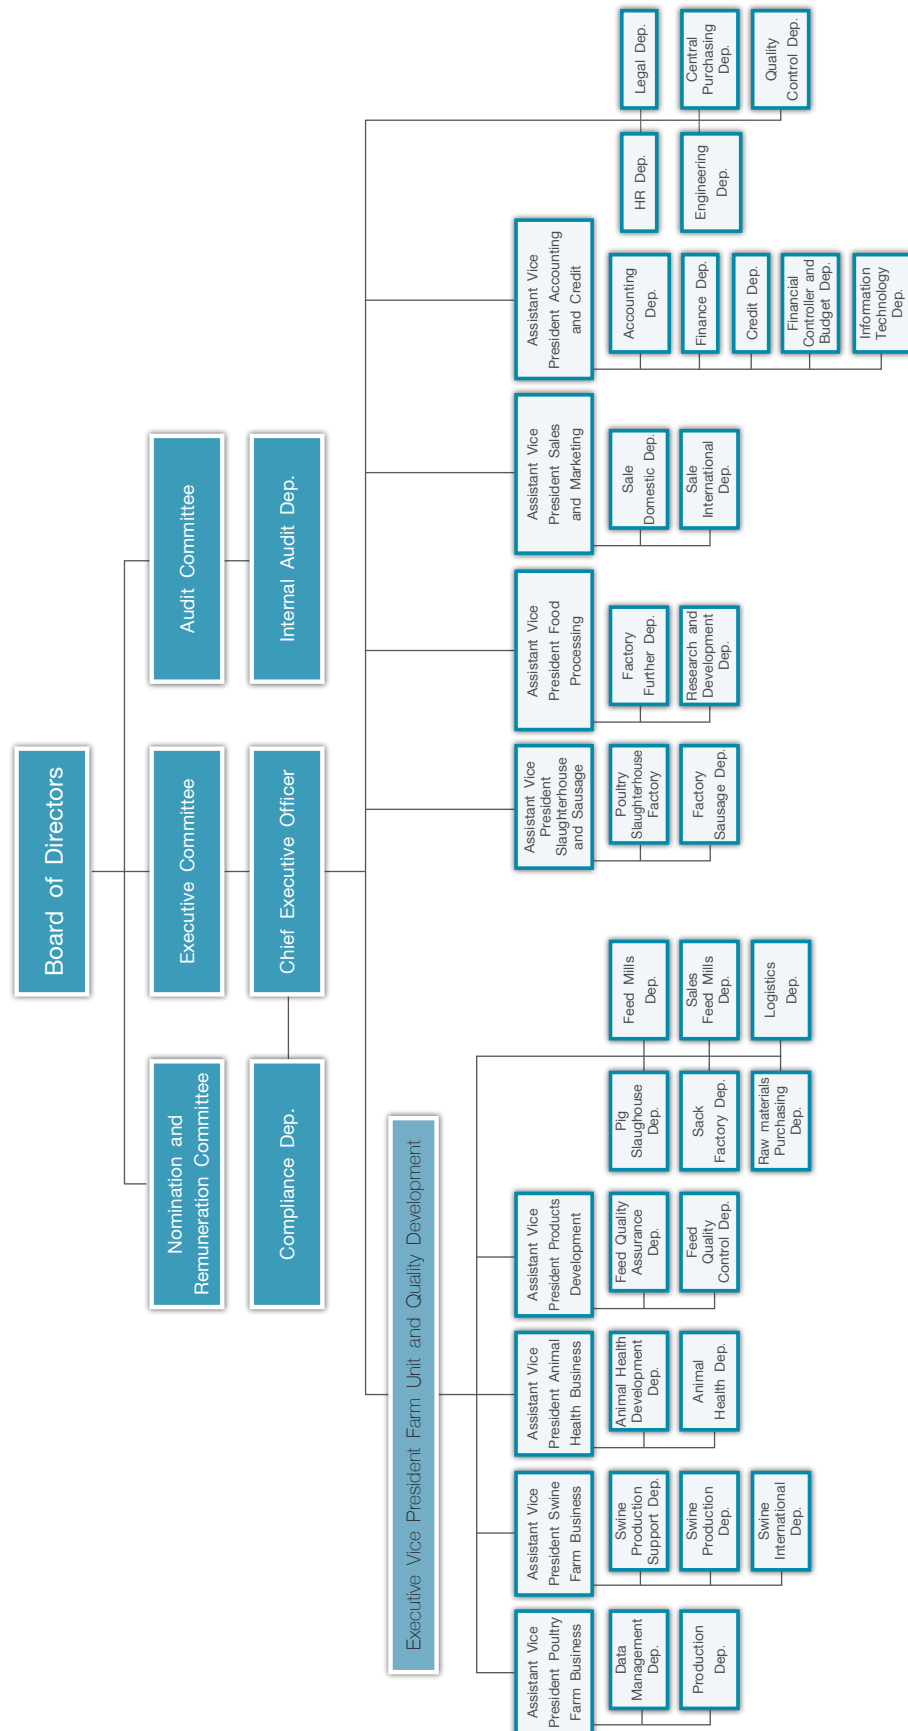 Board of Directors
Nomination and
Remuneration Committee
Executive Committee
Audit Committee
Compliance Dep.
Chief Executive Officer
Internal Audit Dep.
Executive Vice President Farm Unit and Quality Development
Assistant Vice
President Poultry
Farm Business
Data
Management
Dep.
Production
Dep.
Assistant Vice
President Swine
Farm Business
Swine
Production
Support Dep.
Swine
Production
Dep.
Swine
International
Dep.
Assistant Vice
President Animal
Health Business
Animal Health
Development
Dep.
Animal
Health Dep.
Assistant Vice
President Products
Development
Feed Quality
Assurance
Dep.
Feed
Quality
Control Dep.
Pig
Slaughouse
Dep.
Feed Mills
Dep.
Sack
Factory Dep.
Sales
Feed Mills
Dep.
Raw materials
Purchasing
Dep.
Logistics
Dep.
Assistant Vice
President
Slaughterhouse
and Sausage
Poultry
Slaughterhouse
Factory
Factory
Sausage Dep.
Assistant Vice
President Food
Processing
Factory
Further Dep.
Research and
Development
Dep.
Assistant Vice
President Sales
and Marketing
Sale
Domestic Dep.
Sale
International
Dep.
Assistant Vice
President Accounting
and Credit
Accounting
Dep.
Finance Dep.
Credit Dep.
Financial
Controller and
Budget Dep.
Information
Technology
Dep.
HR Dep.
Legal Dep.
Engineering
Dep.
Central
Purchasing
Dep.
Quality
Control Dep.